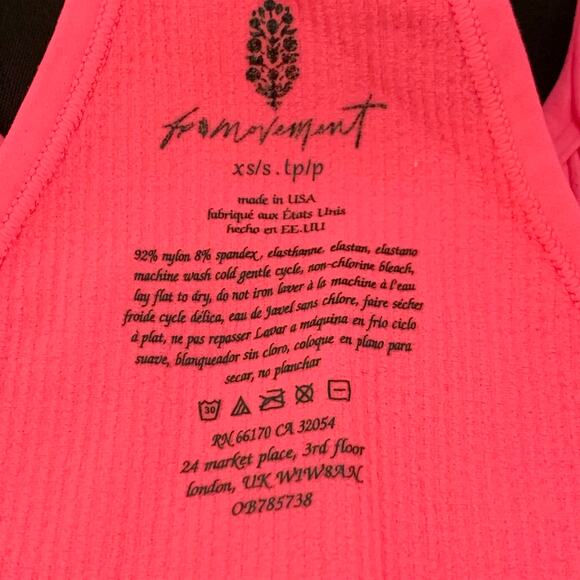 fp movement
xs/s . tp/p
made in USA
fabriqué aux États Unis
hecho en EE.UU
92% nylon 8% spandex, elasthanne, elastan, elastano
machine wash cold gentle cycle, non-chlorine bleach,
lay flat to dry, do not iron laver à la machine à l'eau
froide cycle délica, eau de Javel sans chlore, faire sécher
à plat, ne pas repasser Lavar a máquina en frío ciclo
suave, blanqueador sin cloro, coloque en plano para
secar, no planchar
30
RN 66170 CA 32054
24 market place, 3rd floor
london, UK W1W8AN
OB785738